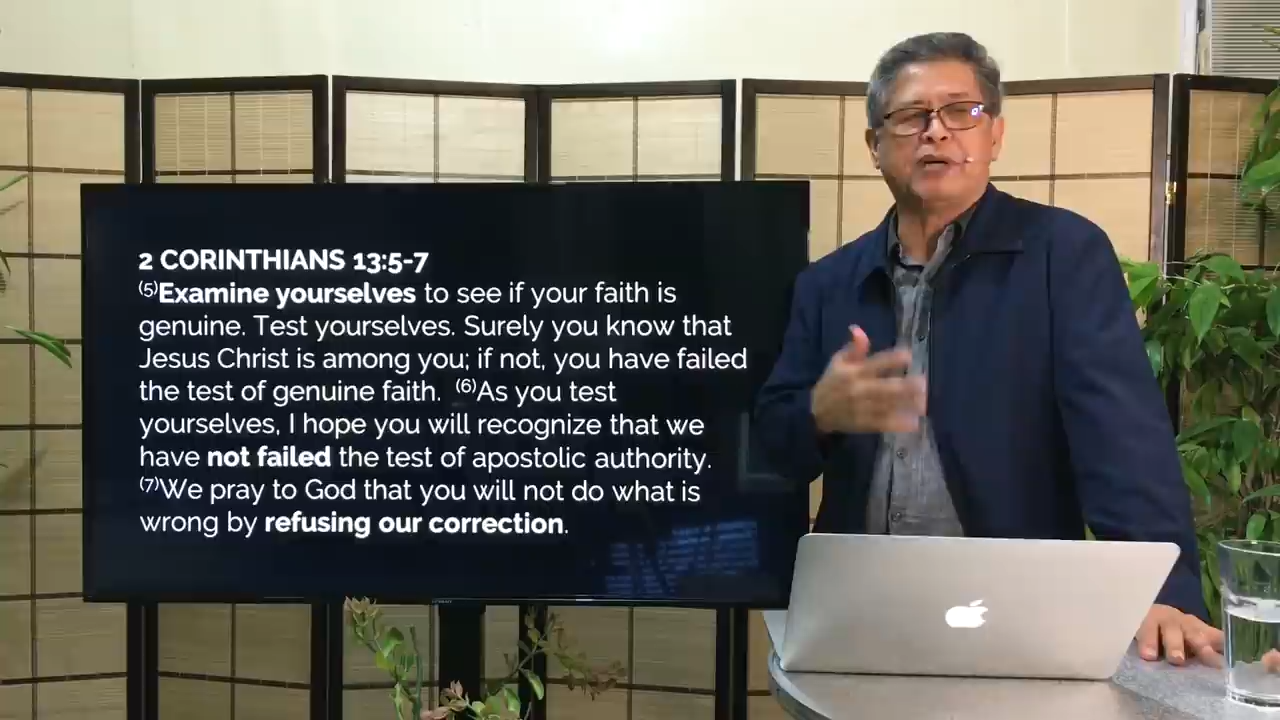 2 CORINTHIANS 13:5-7
(5)Examine yourselves to see if your faith is
genuine. Test yourselves. Surely you know that
Jesus Christ is among you; if not, you have failed
the test of genuine faith. (6)As you test
yourselves, I hope you will recognize that we
have not failed the test of apostolic authority.
(7)We pray to God that you will not do what is
wrong by refusing our correction.